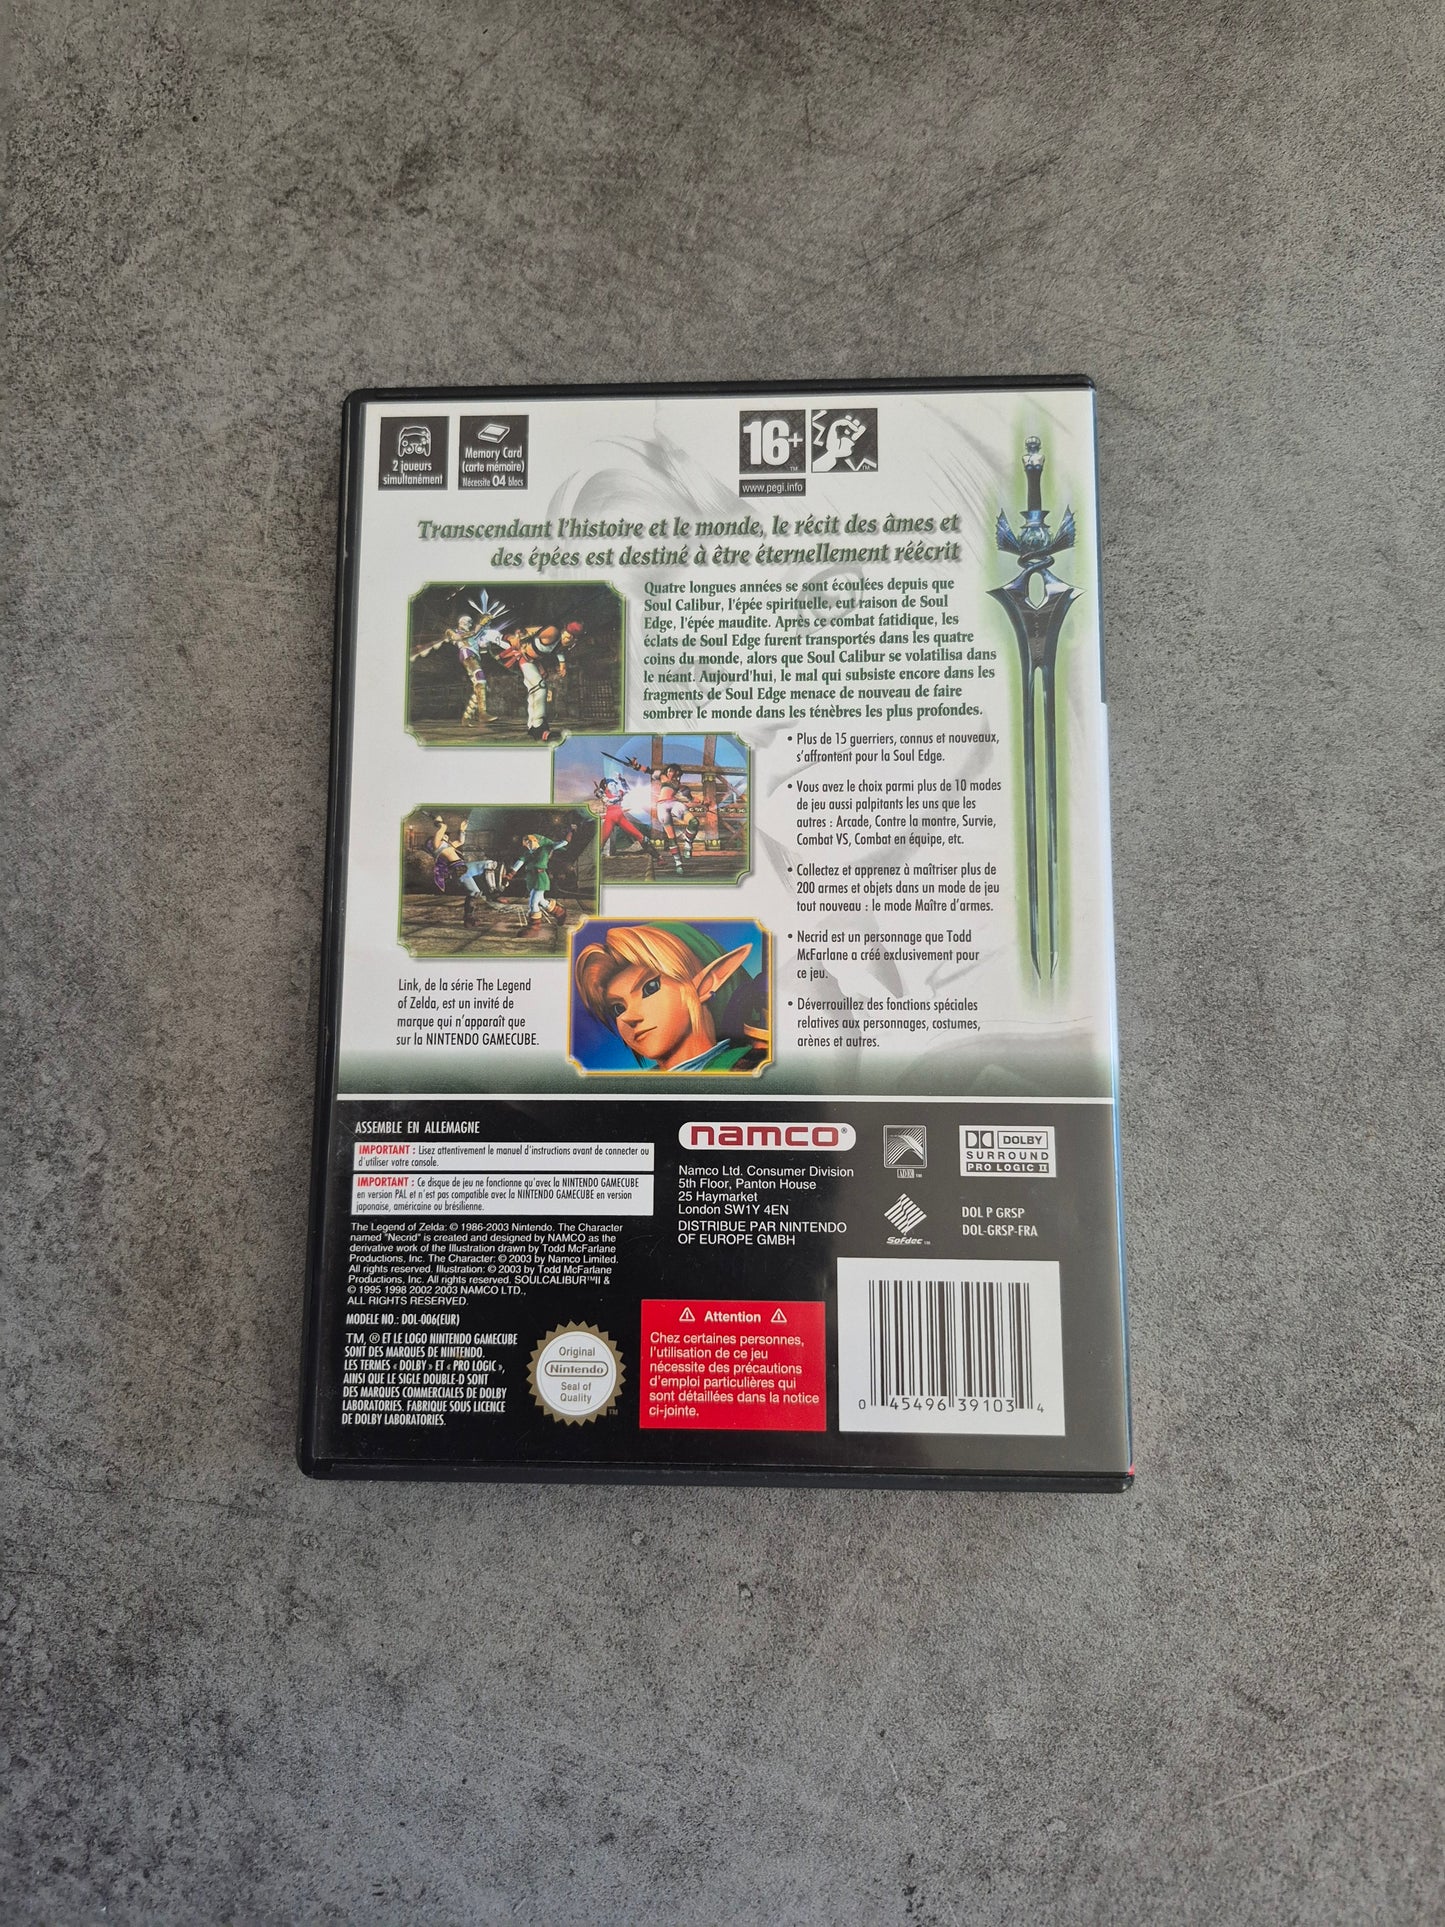 2 joueurs
simultanément
Memory Card
(carte mémoire)
Nécessite 04 blocs
16+
TM
TM
www.pegi.info
Transcendant l'histoire et le monde, le récit des âmes et
des épées est destiné à être éternellement réécrit
Quatre longues années se sont écoulées depuis que
Soul Calibur, l'épée spirituelle, eut raison de Soul
Edge, l'épée maudite. Après ce combat fatidique, les
éclats de Soul Edge furent transportés dans les quatre
coins du monde, alors que Soul Calibur se volatilisa dans
le néant. Aujourd'hui, le mal qui subsiste encore dans les
fragments de Soul Edge menace de nouveau de faire
sombrer le monde dans les ténèbres les plus profondes.
• Plus de 15 guerriers, connus et nouveaux,
s'affrontent pour la Soul Edge.
• Vous avez le choix parmi plus de 10 modes
de jeu aussi palpitants les uns que les
autres : Arcade, Contre la montre, Survie,
Combat VS, Combat en équipe, etc.
• Collectez et apprenez à maîtriser plus de
200 armes et objets dans un mode de jeu
tout nouveau : le mode Maître d'armes.
• Necrid est un personnage que Todd
McFarlane a créé exclusivement pour
ce jeu.
• Déverrouillez des fonctions spéciales
relatives aux personnages, costumes,
arènes et autres.
Link, de la série The Legend
of Zelda, est un invité de
marque qui n'apparaît que
sur la NINTENDO GAMECUBE.
ASSEMBLE EN ALLEMAGNE
IMPORTANT : Lisez attentivement le manuel d'instructions avant de connecter ou
d'utiliser votre console.
IMPORTANT : Ce disque de jeu ne fonctionne qu'avec la NINTENDO GAMECUBE
en version PAL et n'est pas compatible avec la NINTENDO GAMECUBE en version
japonaise, américaine ou brésilienne.
The Legend of Zelda: © 1986-2003 Nintendo. The Character
named "Necrid" is created and designed by NAMCO as the
derivative work of the Illustration drawn by Todd McFarlane
Productions, Inc. The Character: © 2003 by Namco Limited.
All rights reserved. Illustration: © 2003 by Todd McFarlane
Productions, Inc. All rights reserved. SOULCALIBUR™II &
© 1995 1998 2002 2003 NAMCO LTD.,
ALL RIGHTS RESERVED.
MODELE NO.: DOL-006(EUR)
TM, ® ET LE LOGO NINTENDO GAMECUBE
SONT DES MARQUES DE NINTENDO.
LES TERMES « DOLBY » ET « PRO LOGIC »,
AINSI QUE LE SIGLE DOUBLE-D SONT
DES MARQUES COMMERCIALES DE DOLBY
LABORATORIES. FABRIQUE SOUS LICENCE
DE DOLBY LABORATORIES.
Original
Nintendo
Seal of
Quality
TM
namco®
Namco Ltd. Consumer Division
5th Floor, Panton House
25 Haymarket
London SW1Y 4EN
DISTRIBUE PAR NINTENDO
OF EUROPE GMBH
DOLBY
SURROUND
PRO LOGIC II
Sofdec TM
DOL P GRSP
DOL-GRSP-FRA
Attention
Chez certaines personnes,
l'utilisation de ce jeu
nécessite des précautions
d'emploi particulières qui
sont détaillées dans la notice
ci-jointe.
0 45496 39103 4